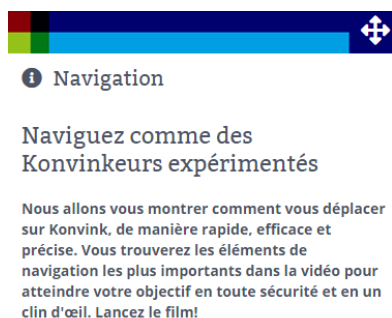 Navigation
Naviguez comme des
Konvinkeurs expérimentés
Nous allons vous montrer comment vous déplacer
sur Konvink, de manière rapide, efficace et
précise. Vous trouverez les éléments de
navigation les plus importants dans la vidéo pour
atteindre votre objectif en toute sécurité et en un
clin d'œil. Lancez le film!